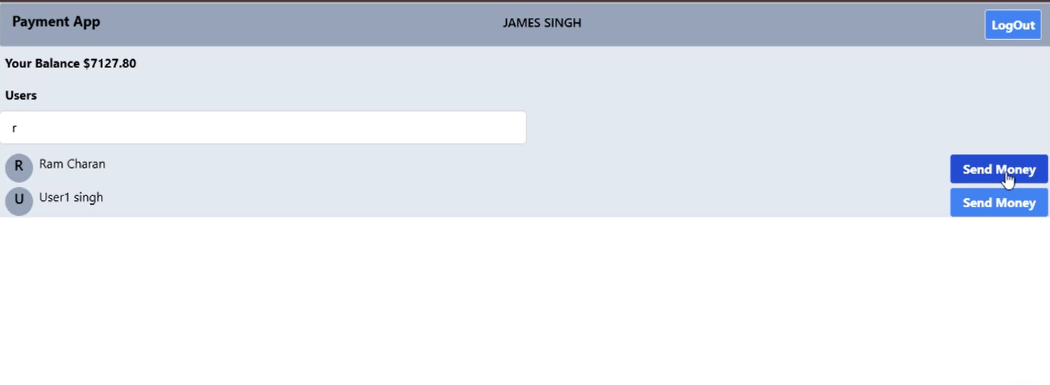 Payment App JAMES SINGH LogOut
Your Balance $7127.80
Users
r
R Ram Charan Send Money
U User1 singh Send Money